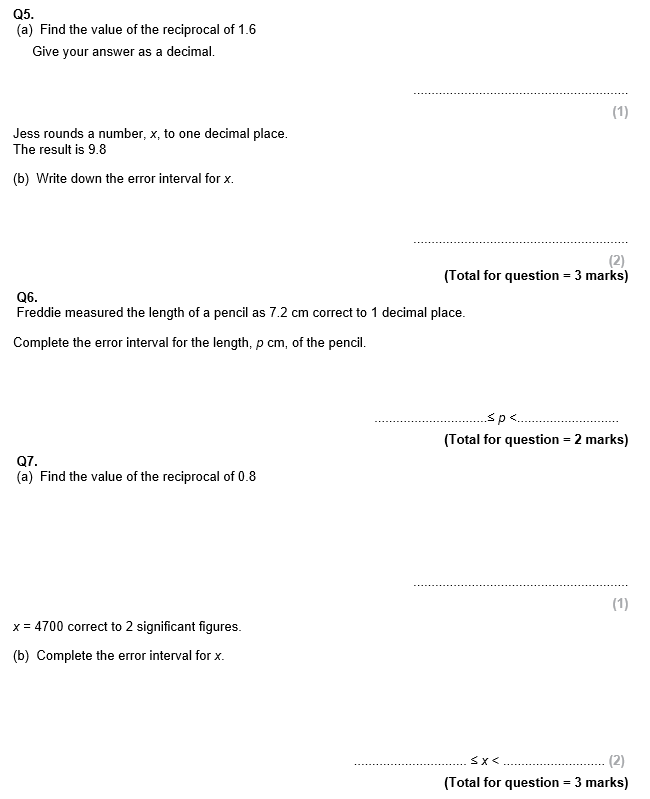 Q5.
(a) Find the value of the reciprocal of 1.6
Give your answer as a decimal.
.............................................................
(1)
Jess rounds a number, x, to one decimal place.
The result is 9.8
(b) Write down the error interval for x.
.............................................................
(2)
(Total for question = 3 marks)
Q6.
Freddie measured the length of a pencil as 7.2 cm correct to 1 decimal place.
Complete the error interval for the length, p cm, of the pencil.
................................≤ p <.............................
(Total for question = 2 marks)
Q7.
(a) Find the value of the reciprocal of 0.8
.............................................................
(1)
x = 4700 correct to 2 significant figures.
(b) Complete the error interval for x.
................................ ≤ x < ............................. (2)
(Total for question = 3 marks)